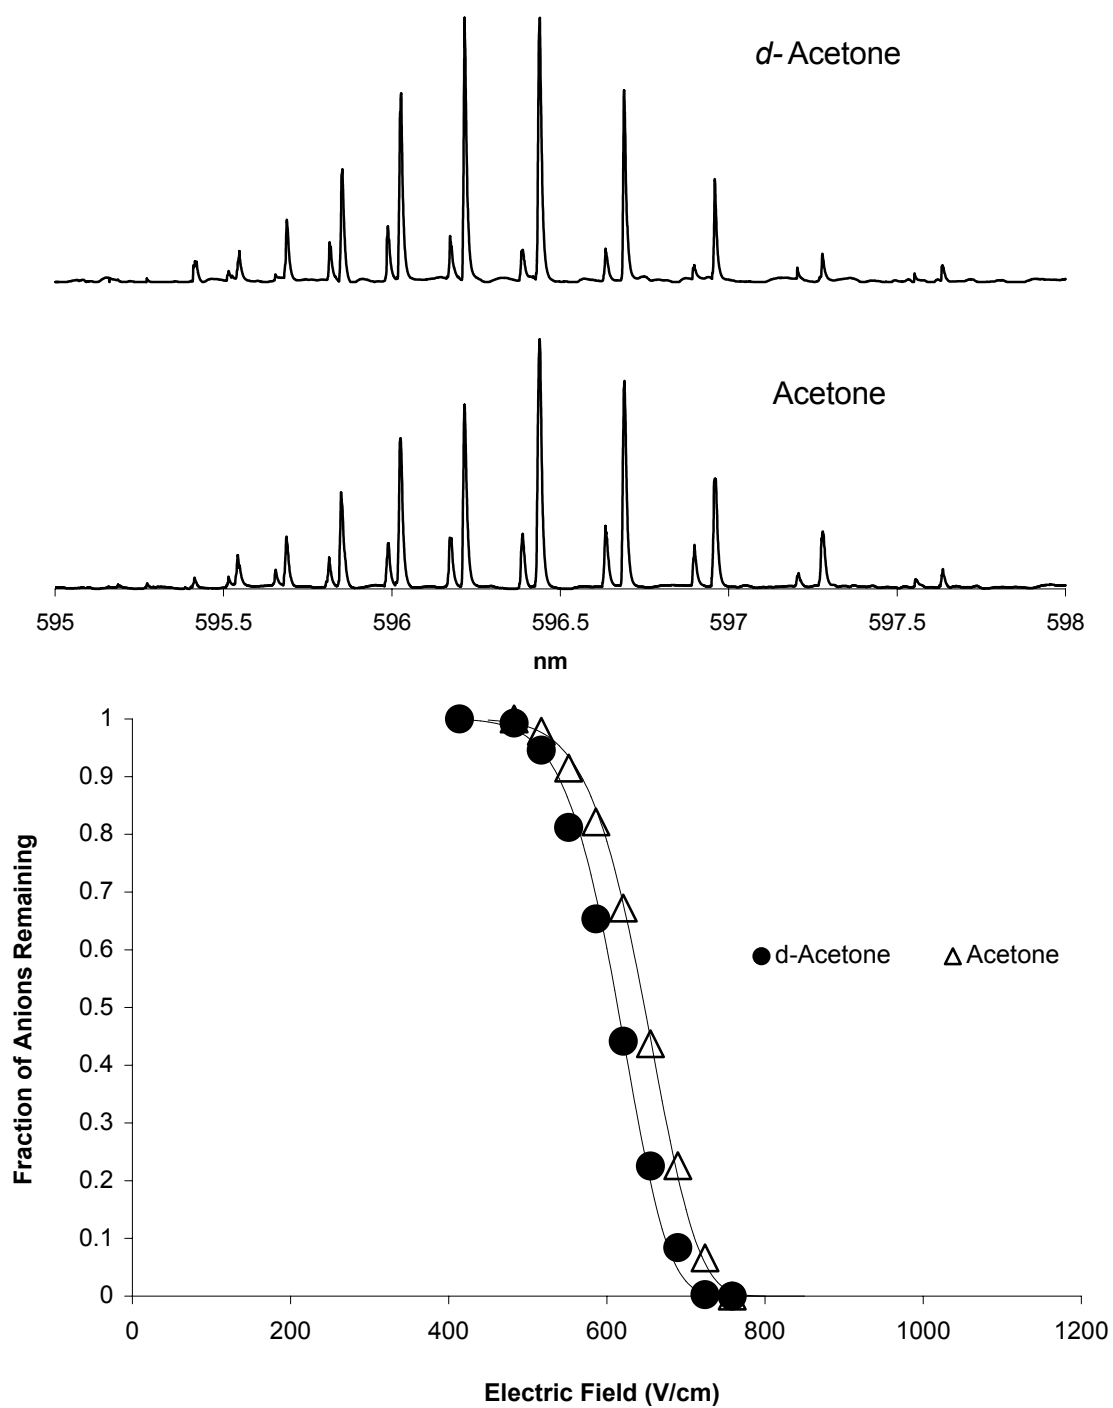 d- Acetone
Acetone
595 595.5 596 596.5 597 597.5 598
nm
1
0.9
0.8
0.7
0.6
0.5
0.4
0.3
0.2
0.1
0
Fraction of Anions Remaining
d-Acetone Acetone
0 200 400 600 800 1000 1200
Electric Field (V/cm)